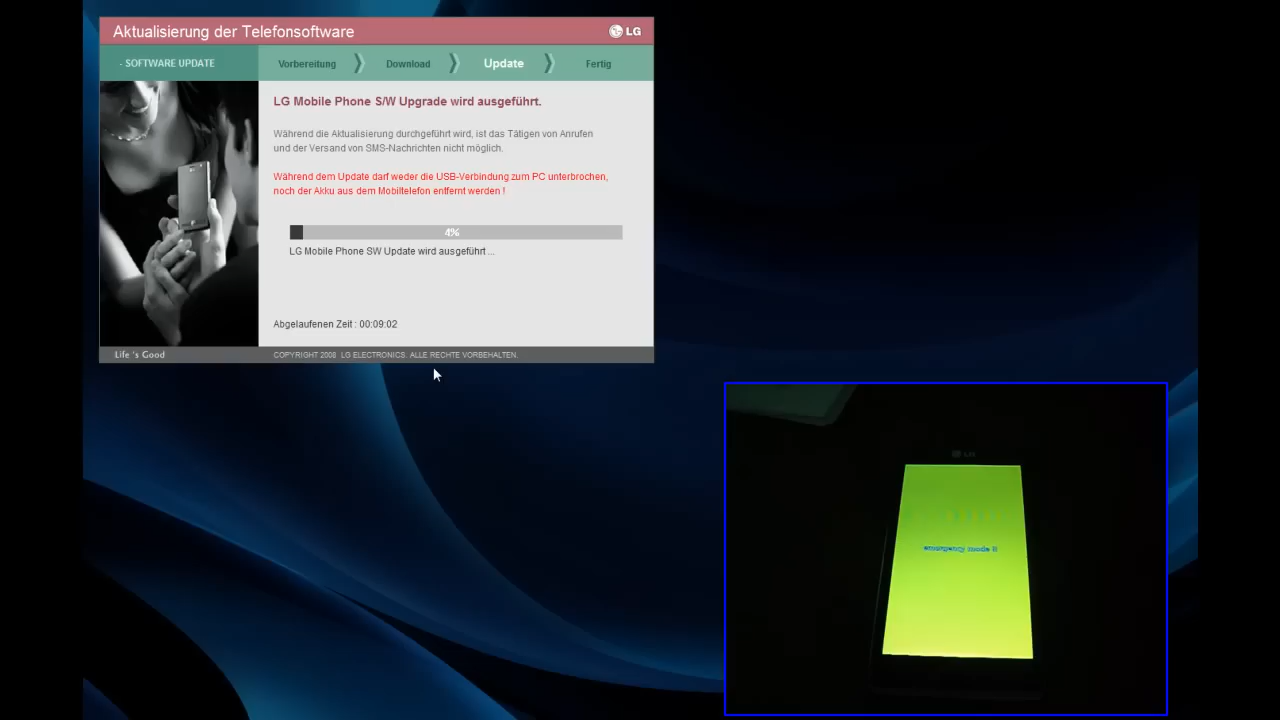 Aktualisierung der Telefonsoftware
LG
- SOFTWARE UPDATE
Vorbereitung
Download
Update
Fertig
LG Mobile Phone S/W Upgrade wird ausgeführt.
Während die Aktualisierung durchgeführt wird, ist das Tätigen von Anrufen
und der Versand von SMS-Nachrichten nicht möglich.
Während dem Update darf weder die USB-Verbindung zum PC unterbrochen,
noch der Akku aus dem Mobiltelefon entfernt werden !
4%
LG Mobile Phone SW Update wird ausgeführt ...
Abgelaufenen Zeit : 00:09:02
Life 's Good
COPYRIGHT 2008 LG ELECTRONICS. ALLE RECHTE VORBEHALTEN.
LG
emergency mode !!